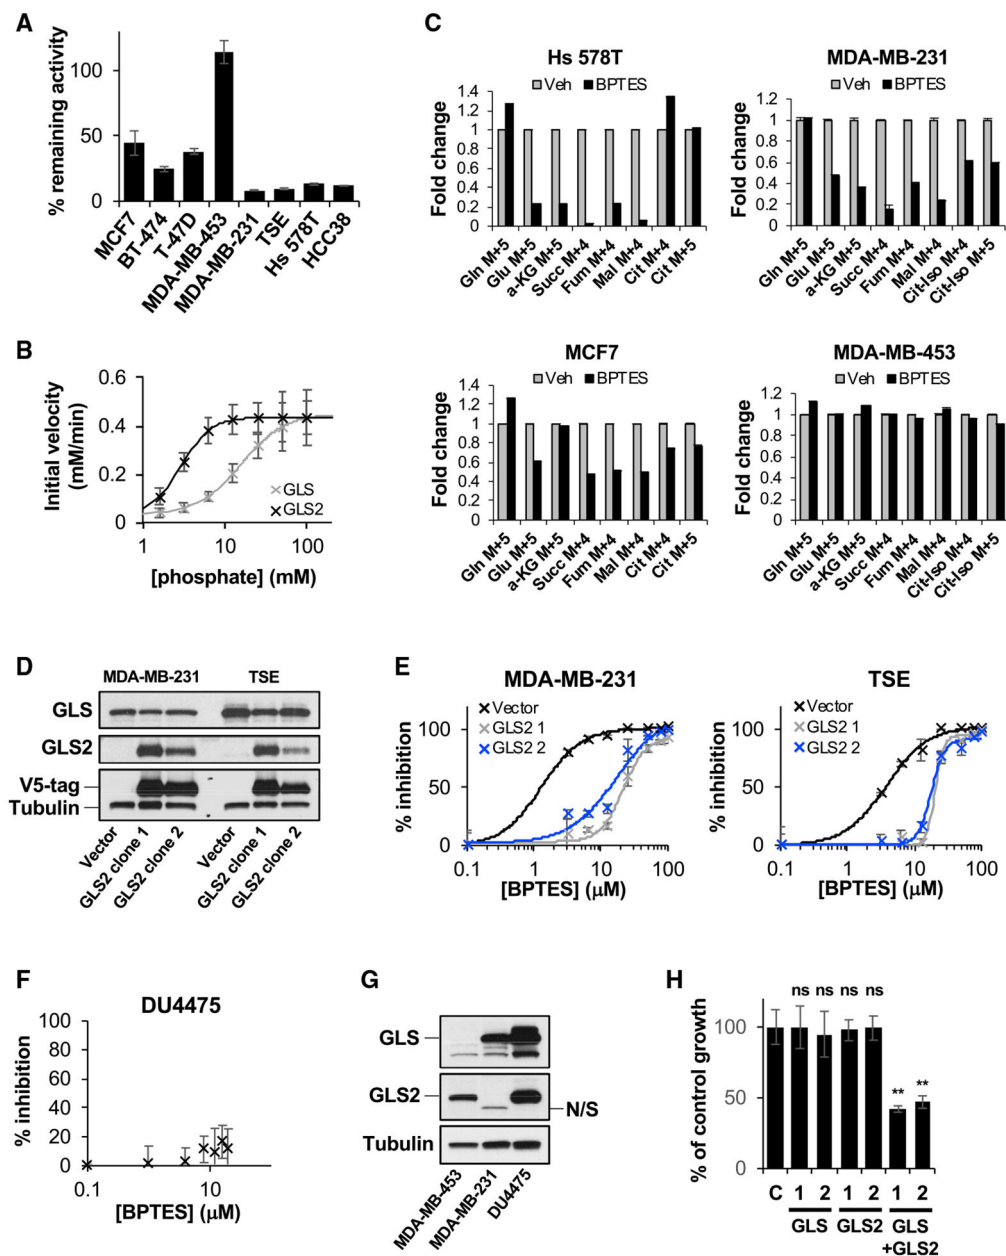 A
% remaining activity
100
50
0
MCF7
BT-474
T-47D
MDA-MB-453
MDA-MB-231
TSE
Hs 578T
HCC38
B
Initial velocity
(mM/min)
0.6
0.4
0.2
0
GLS
GLS2
1 10 100
[phosphate] (mM)
C
Hs 578T
Veh BPTES
Fold change
1.4
1.2
1
0.8
0.6
0.4
0.2
0
Gln M+5
Glu M+5
a-KG M+5
Succ M+4
Fum M+4
Mal M+4
Cit M+4
Cit M+5
MDA-MB-231
Veh BPTES
Fold change
1.2
1
0.8
0.6
0.4
0.2
0
Gln M+5
Glu M+5
a-KG M+5
Succ M+4
Fum M+4
Mal M+4
Cit-Iso M+4
Cit-Iso M+5
MCF7
Veh BPTES
Fold change
1.4
1.2
1
0.8
0.6
0.4
0.2
0
Gln M+5
Glu M+5
a-KG M+5
Succ M+4
Fum M+4
Mal M+4
Cit M+4
Cit M+5
MDA-MB-453
Veh BPTES
Fold change
1.2
1
0.8
0.6
0.4
0.2
0
Gln M+5
Glu M+5
a-KG M+5
Succ M+4
Fum M+4
Mal M+4
Cit-Iso M+4
Cit-Iso M+5
D
MDA-MB-231 TSE
GLS
GLS2
V5-tag
Tubulin
Vector
GLS2 clone 1
GLS2 clone 2
Vector
GLS2 clone 1
GLS2 clone 2
E
MDA-MB-231
Vector
GLS2 1
GLS2 2
% inhibition
100
50
0
0.1 1 10 100
[BPTES] (μM)
TSE
Vector
GLS2 1
GLS2 2
% inhibition
100
50
0
0.1 1 10 100
[BPTES] (μM)
F
DU4475
% inhibition
100
80
60
40
20
0
0.1 10
[BPTES] (μM)
G
GLS
GLS2
N/S
Tubulin
MDA-MB-453
MDA-MB-231
DU4475
H
% of control growth
ns ns ns ns
** **
100
50
0
C 1 2 1 2 1 2
GLS GLS2 GLS
+GLS2